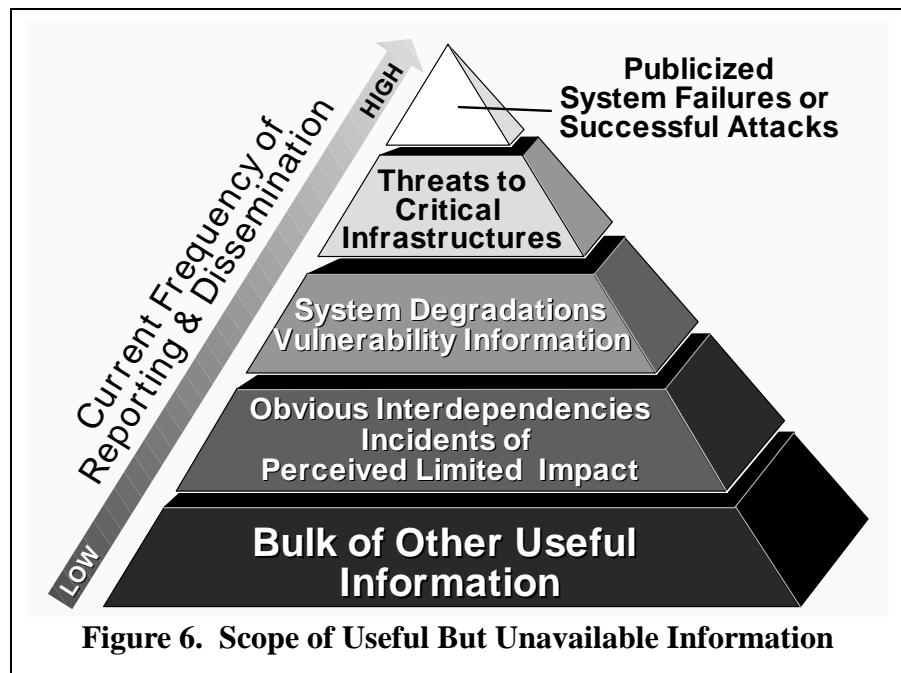 Current Frequency of
Reporting & Dissemination
HIGH
LOW
Publicized
System Failures or
Successful Attacks
Threats to
Critical
Infrastructures
System Degradations
Vulnerability Information
Obvious Interdependencies
Incidents of
Perceived Limited Impact
Bulk of Other Useful
Information
Figure 6. Scope of Useful But Unavailable Information